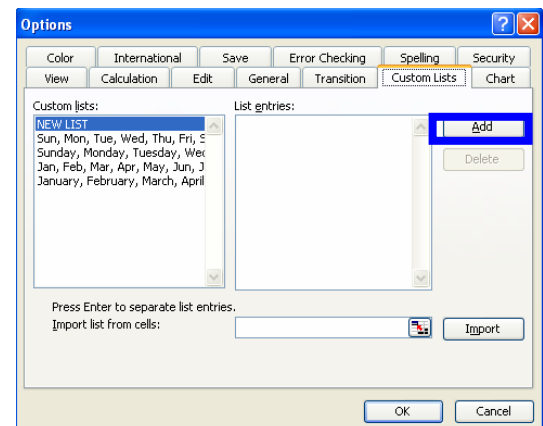 Options
Color International Save Error Checking Spelling Security
View Calculation Edit General Transition Custom Lists Chart
Custom lists: List entries:
NEW LIST
Add
Sun, Mon, Tue, Wed, Thu, Fri, S
Sunday, Monday, Tuesday, Wed
Delete
Jan, Feb, Mar, Apr, May, Jun, J
January, February, March, April
Press Enter to separate list entries.
Import list from cells:
Import
OK Cancel